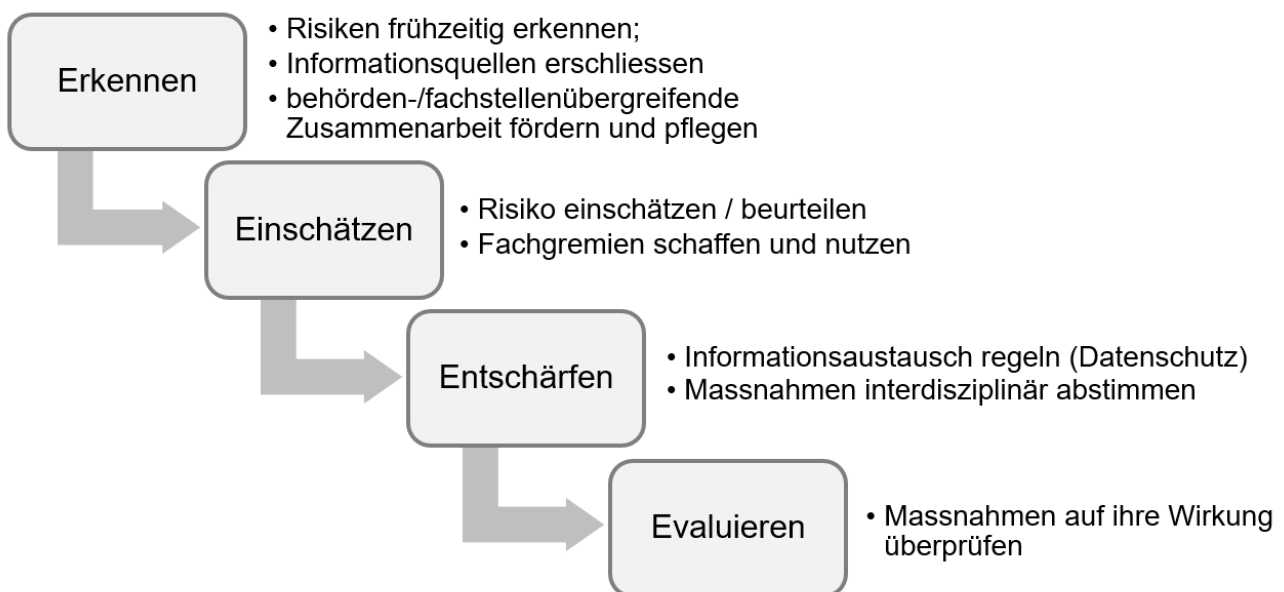 Erkennen
• Risiken frühzeitig erkennen;
• Informationsquellen erschliessen
• behörden-/fachstellenübergreifende
Zusammenarbeit fördern und pflegen
Einschätzen
• Risiko einschätzen / beurteilen
• Fachgremien schaffen und nutzen
Entschärfen
• Informationsaustausch regeln (Datenschutz)
• Massnahmen interdisziplinär abstimmen
Evaluieren
• Massnahmen auf ihre Wirkung
überprüfen